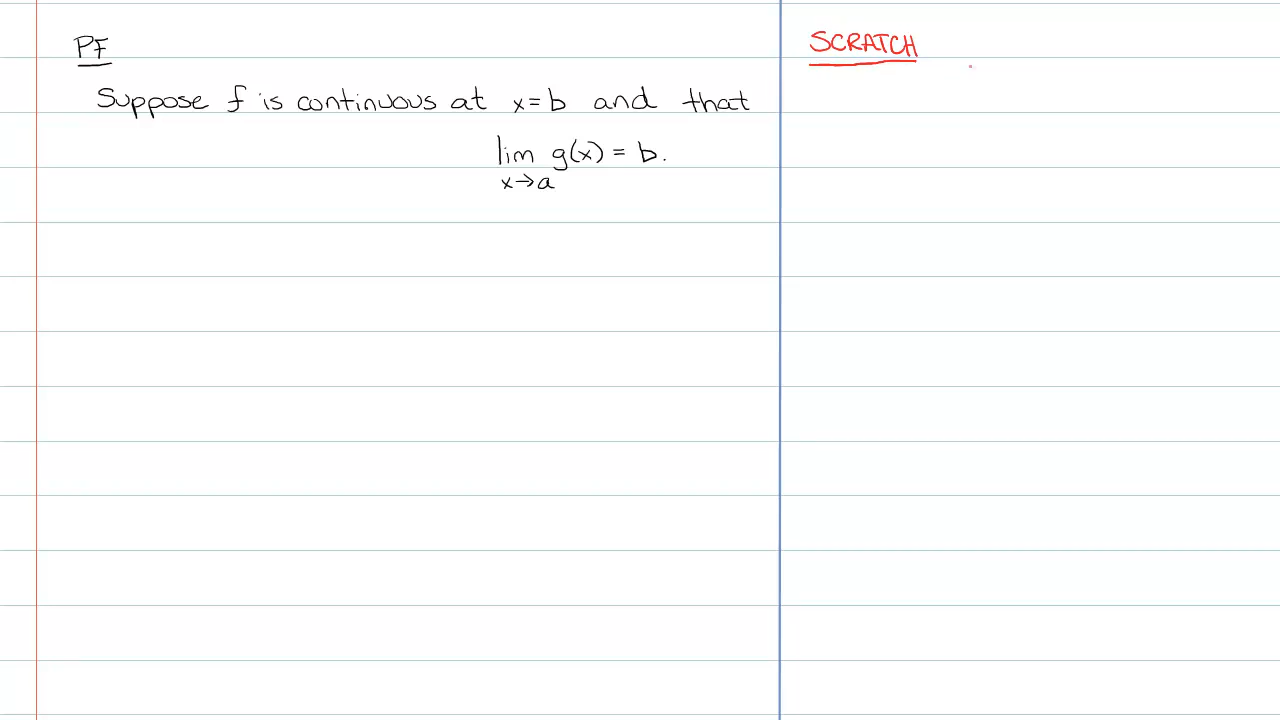 PF
Suppose f is continuous at x=b and that
lim g(x) = b.
x→a
SCRATCH